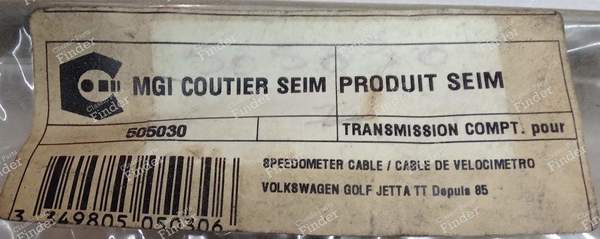 MGI COUTIER SEIM PRODUIT SEIM
505030 TRANSMISSION COMPT. pour
SPEEDOMETER CABLE / CABLE DE VELOCIMETRO
VOLKSWAGEN GOLF JETTA TT Depuis 85
3 349805 050306